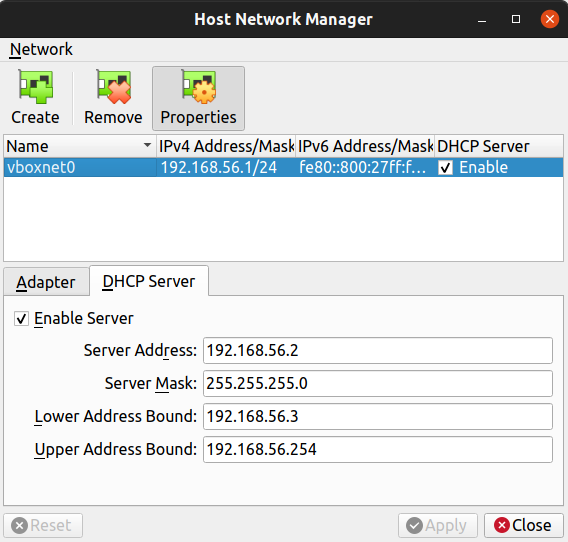 Host Network Manager
Network
Create Remove Properties
Name IPv4 Address/Mask IPv6 Address/Mask DHCP Server
vboxnet0 192.168.56.1/24 fe80::800:27ff:f... Enable
Adapter DHCP Server
Enable Server
Server Address: 192.168.56.2
Server Mask: 255.255.255.0
Lower Address Bound: 192.168.56.3
Upper Address Bound: 192.168.56.254
Reset Apply Close